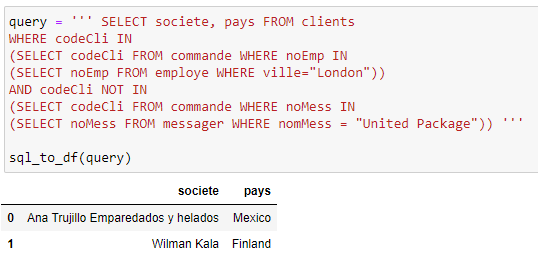 query = ''' SELECT societe, pays FROM clients
WHERE codeCli IN
(SELECT codeCli FROM commande WHERE noEmp IN
(SELECT noEmp FROM employe WHERE ville="London"))
AND codeCli NOT IN
(SELECT codeCli FROM commande WHERE noMess IN
(SELECT noMess FROM messager WHERE nomMess = "United Package")) '''
sql_to_df(query)
societe pays
0 Ana Trujillo Emparedados y helados Mexico
1 Wilman Kala Finland